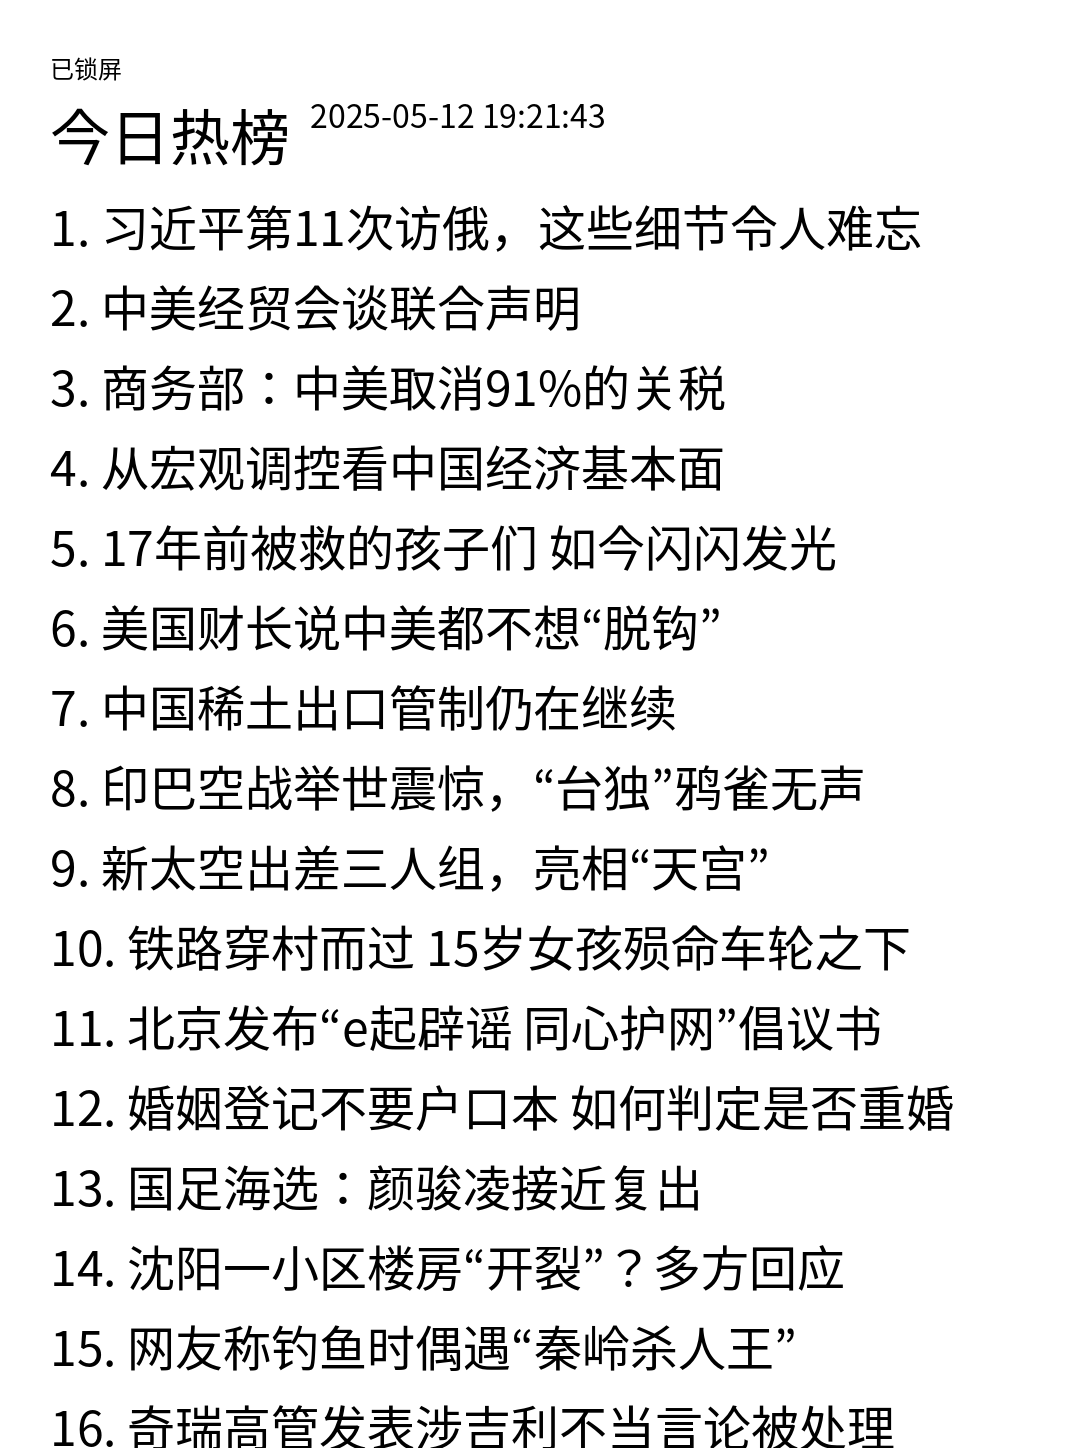 已锁屏
今日热榜 2025-05-12 19:21:43
1. 习近平第11次访俄，这些细节令人难忘
2. 中美经贸会谈联合声明
3. 商务部：中美取消91%的关税
4. 从宏观调控看中国经济基本面
5. 17年前被救的孩子们 如今闪闪发光
6. 美国财长说中美都不想“脱钩”
7. 中国稀土出口管制仍在继续
8. 印巴空战举世震惊，“台独”鸦雀无声
9. 新太空出差三人组，亮相“天宫”
10. 铁路穿村而过 15岁女孩殒命车轮之下
11. 北京发布“e起辟谣 同心护网”倡议书
12. 婚姻登记不要户口本 如何判定是否重婚
13. 国足海选：颜骏凌接近复出
14. 沈阳一小区楼房“开裂”？多方回应
15. 网友称钓鱼时偶遇“秦岭杀人王”
16. 奇瑞高管发表涉吉利不当言论被处理